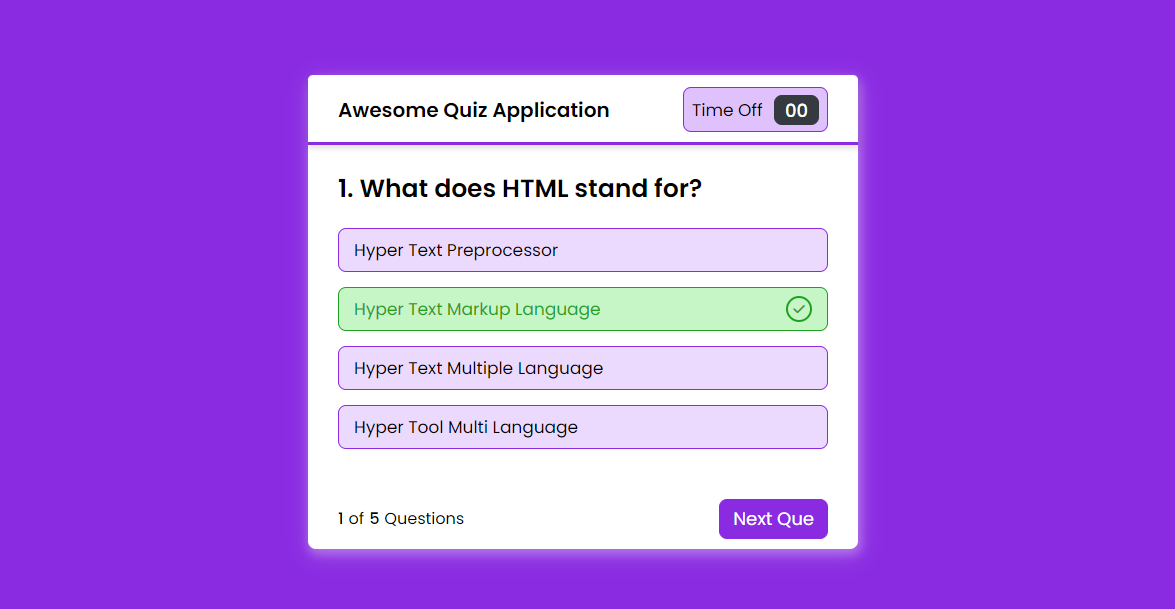 Awesome Quiz Application
Time Off 00
1. What does HTML stand for?
Hyper Text Preprocessor
Hyper Text Markup Language
Hyper Text Multiple Language
Hyper Tool Multi Language
1 of 5 Questions
Next Que